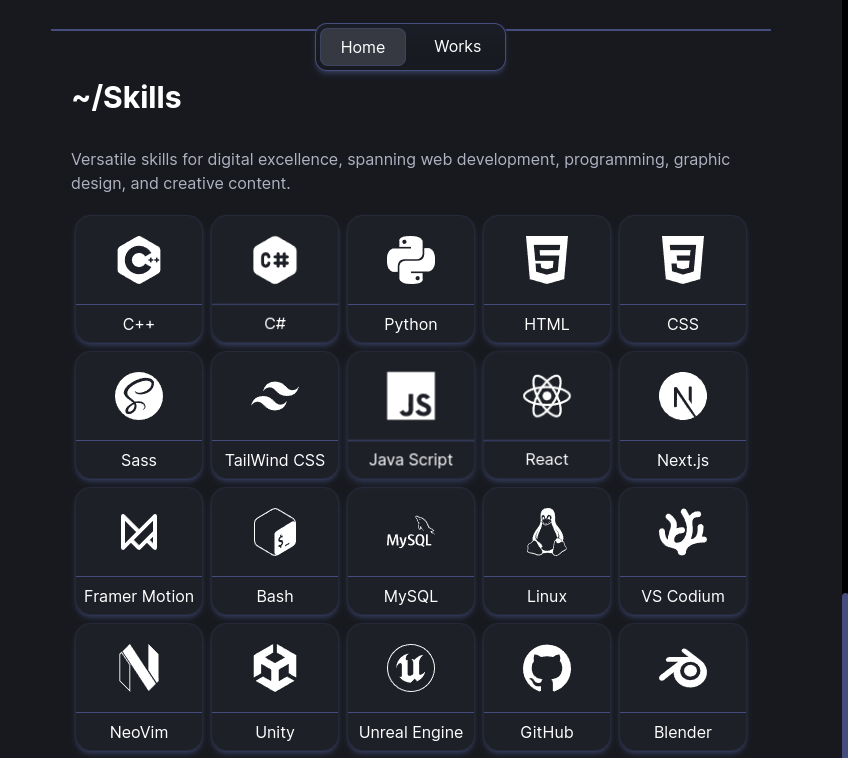 Home Works
~/Skills
Versatile skills for digital excellence, spanning web development, programming, graphic
design, and creative content.
C++ C# 5 3
C++ C# Python HTML CSS
JS N
Sass TailWind CSS Java Script React Next.js
$_ MySQL
Framer Motion Bash MySQL Linux VS Codium
N U
NeoVim Unity Unreal Engine GitHub Blender